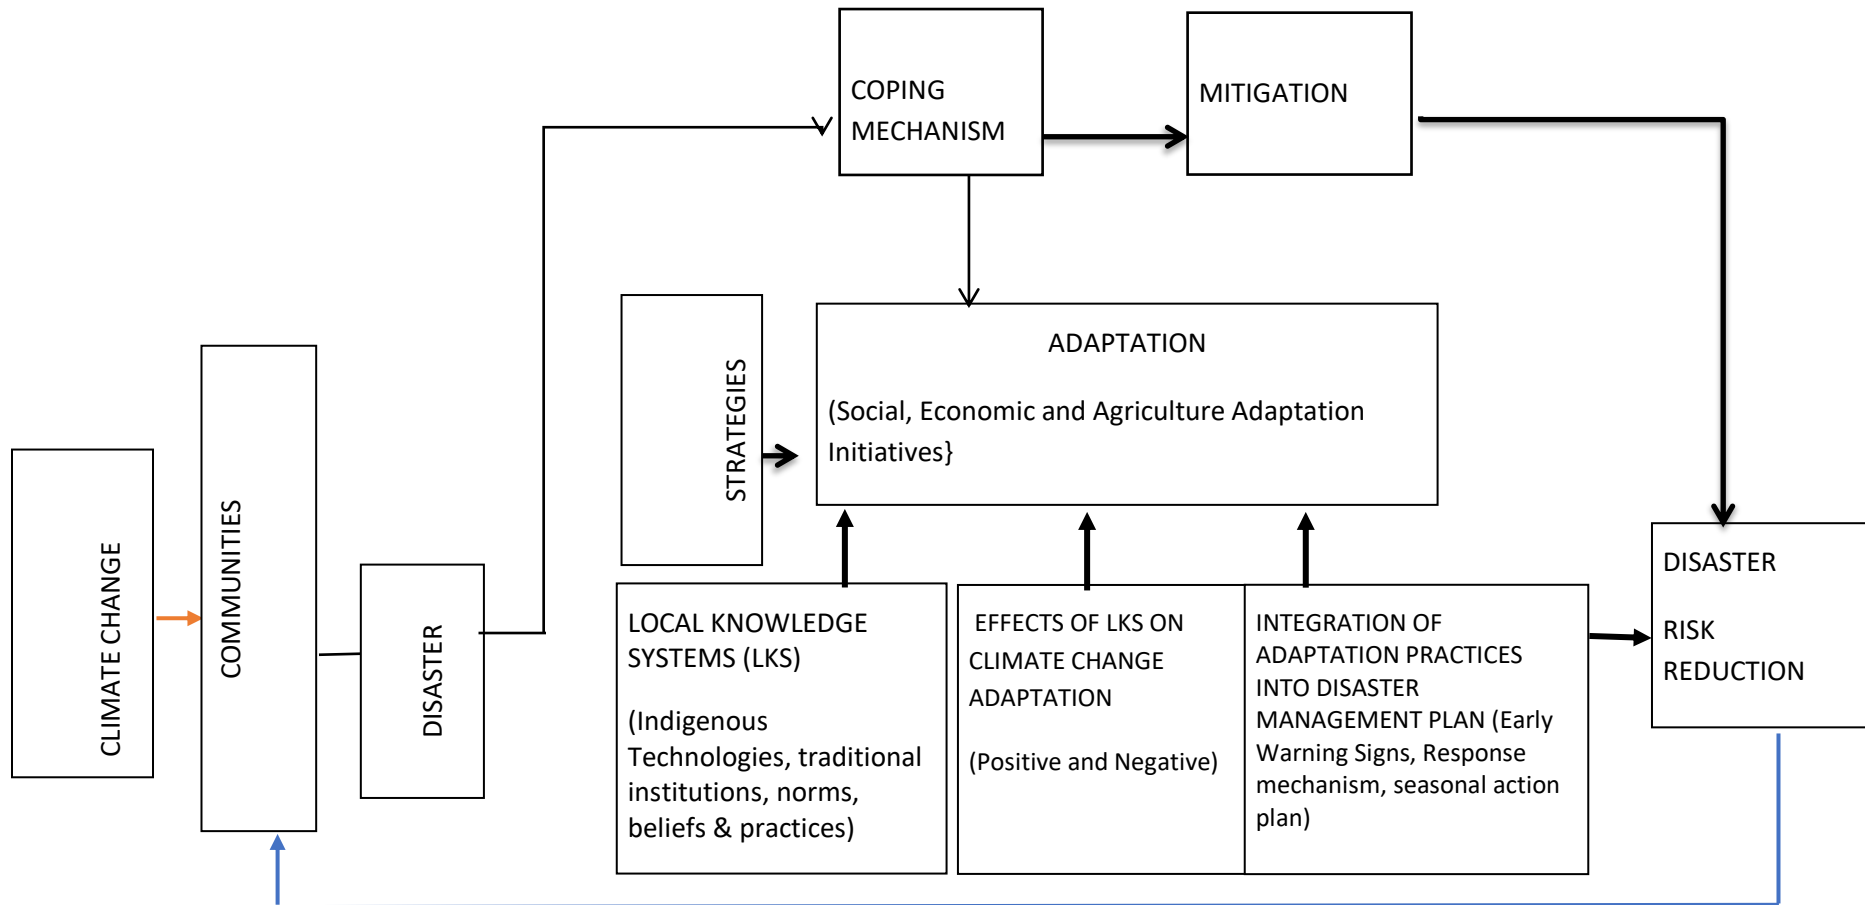 COPING
MECHANISM
MITIGATION
STRATEGIES
ADAPTATION
(Social, Economic and Agriculture Adaptation
Initiatives}
CLIMATE CHANGE
COMMUNITIES
DISASTER
LOCAL KNOWLEDGE
SYSTEMS (LKS)
(Indigenous
Technologies, traditional
institutions, norms,
beliefs & practices)
EFFECTS OF LKS ON
CLIMATE CHANGE
ADAPTATION
(Positive and Negative)
INTEGRATION OF
ADAPTATION PRACTICES
INTO DISASTER
MANAGEMENT PLAN (Early
Warning Signs, Response
mechanism, seasonal action
plan)
DISASTER
RISK
REDUCTION